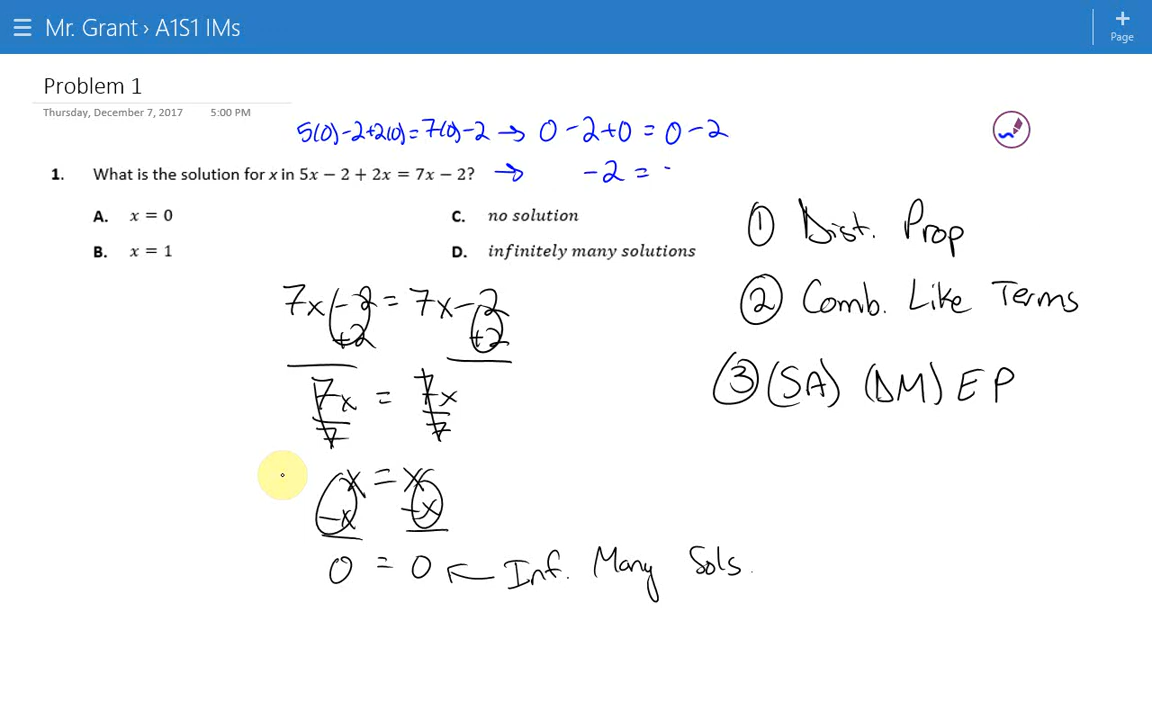 Mr. Grant › A1S1 IMs
Page
Problem 1
Thursday, December 7, 2017 5:00 PM
5(0)-2+2(0)=7(0)-2 → 0-2+0=0-2
1. What is the solution for x in 5x − 2 + 2x = 7x − 2? → -2 =
A. x = 0
C. no solution
B. x = 1
D. infinitely many solutions
① Dist. Prop
② Comb. Like Terms
③ (SA) (DM) E P
7x-2 = 7x-2
+2 +2
7x = 7x
7 7
x = x
-x -x
0 = 0 ← Inf. Many Sols.